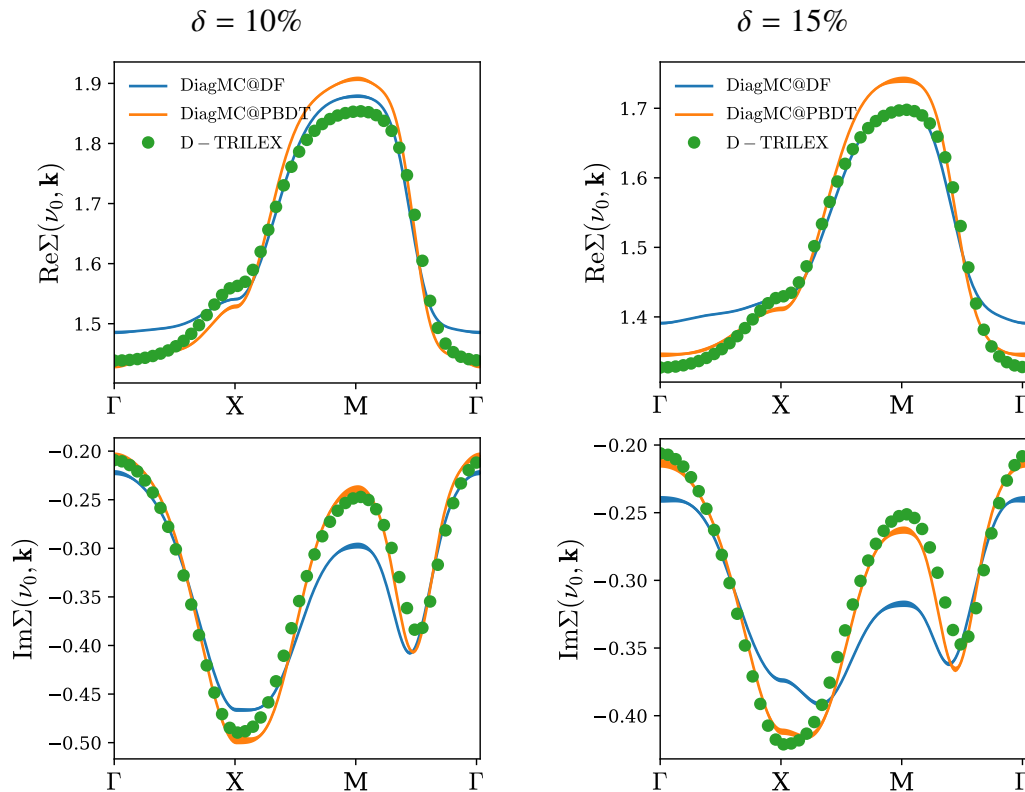 δ = 10%
δ = 15%
ReΣ(ν₀, k)
1.9
1.8
1.7
1.6
1.5
DiagMC@DF
DiagMC@PBDT
D − TRILEX
Γ
X
M
Γ
ReΣ(ν₀, k)
1.7
1.6
1.5
1.4
DiagMC@DF
DiagMC@PBDT
D − TRILEX
Γ
X
M
Γ
ImΣ(ν₀, k)
−0.20
−0.25
−0.30
−0.35
−0.40
−0.45
−0.50
Γ
X
M
Γ
ImΣ(ν₀, k)
−0.20
−0.25
−0.30
−0.35
−0.40
Γ
X
M
Γ